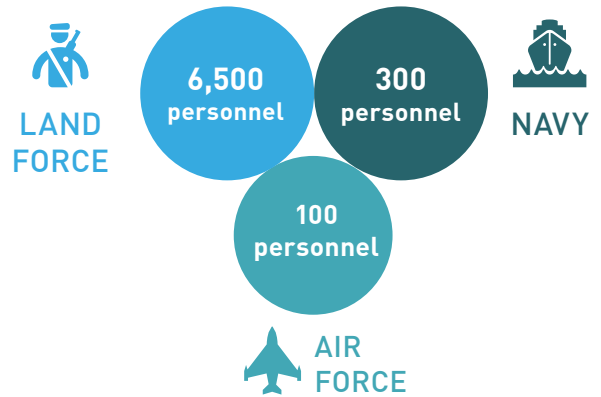 6,500
personnel
LAND
FORCE
300
personnel
NAVY
100
personnel
AIR
FORCE